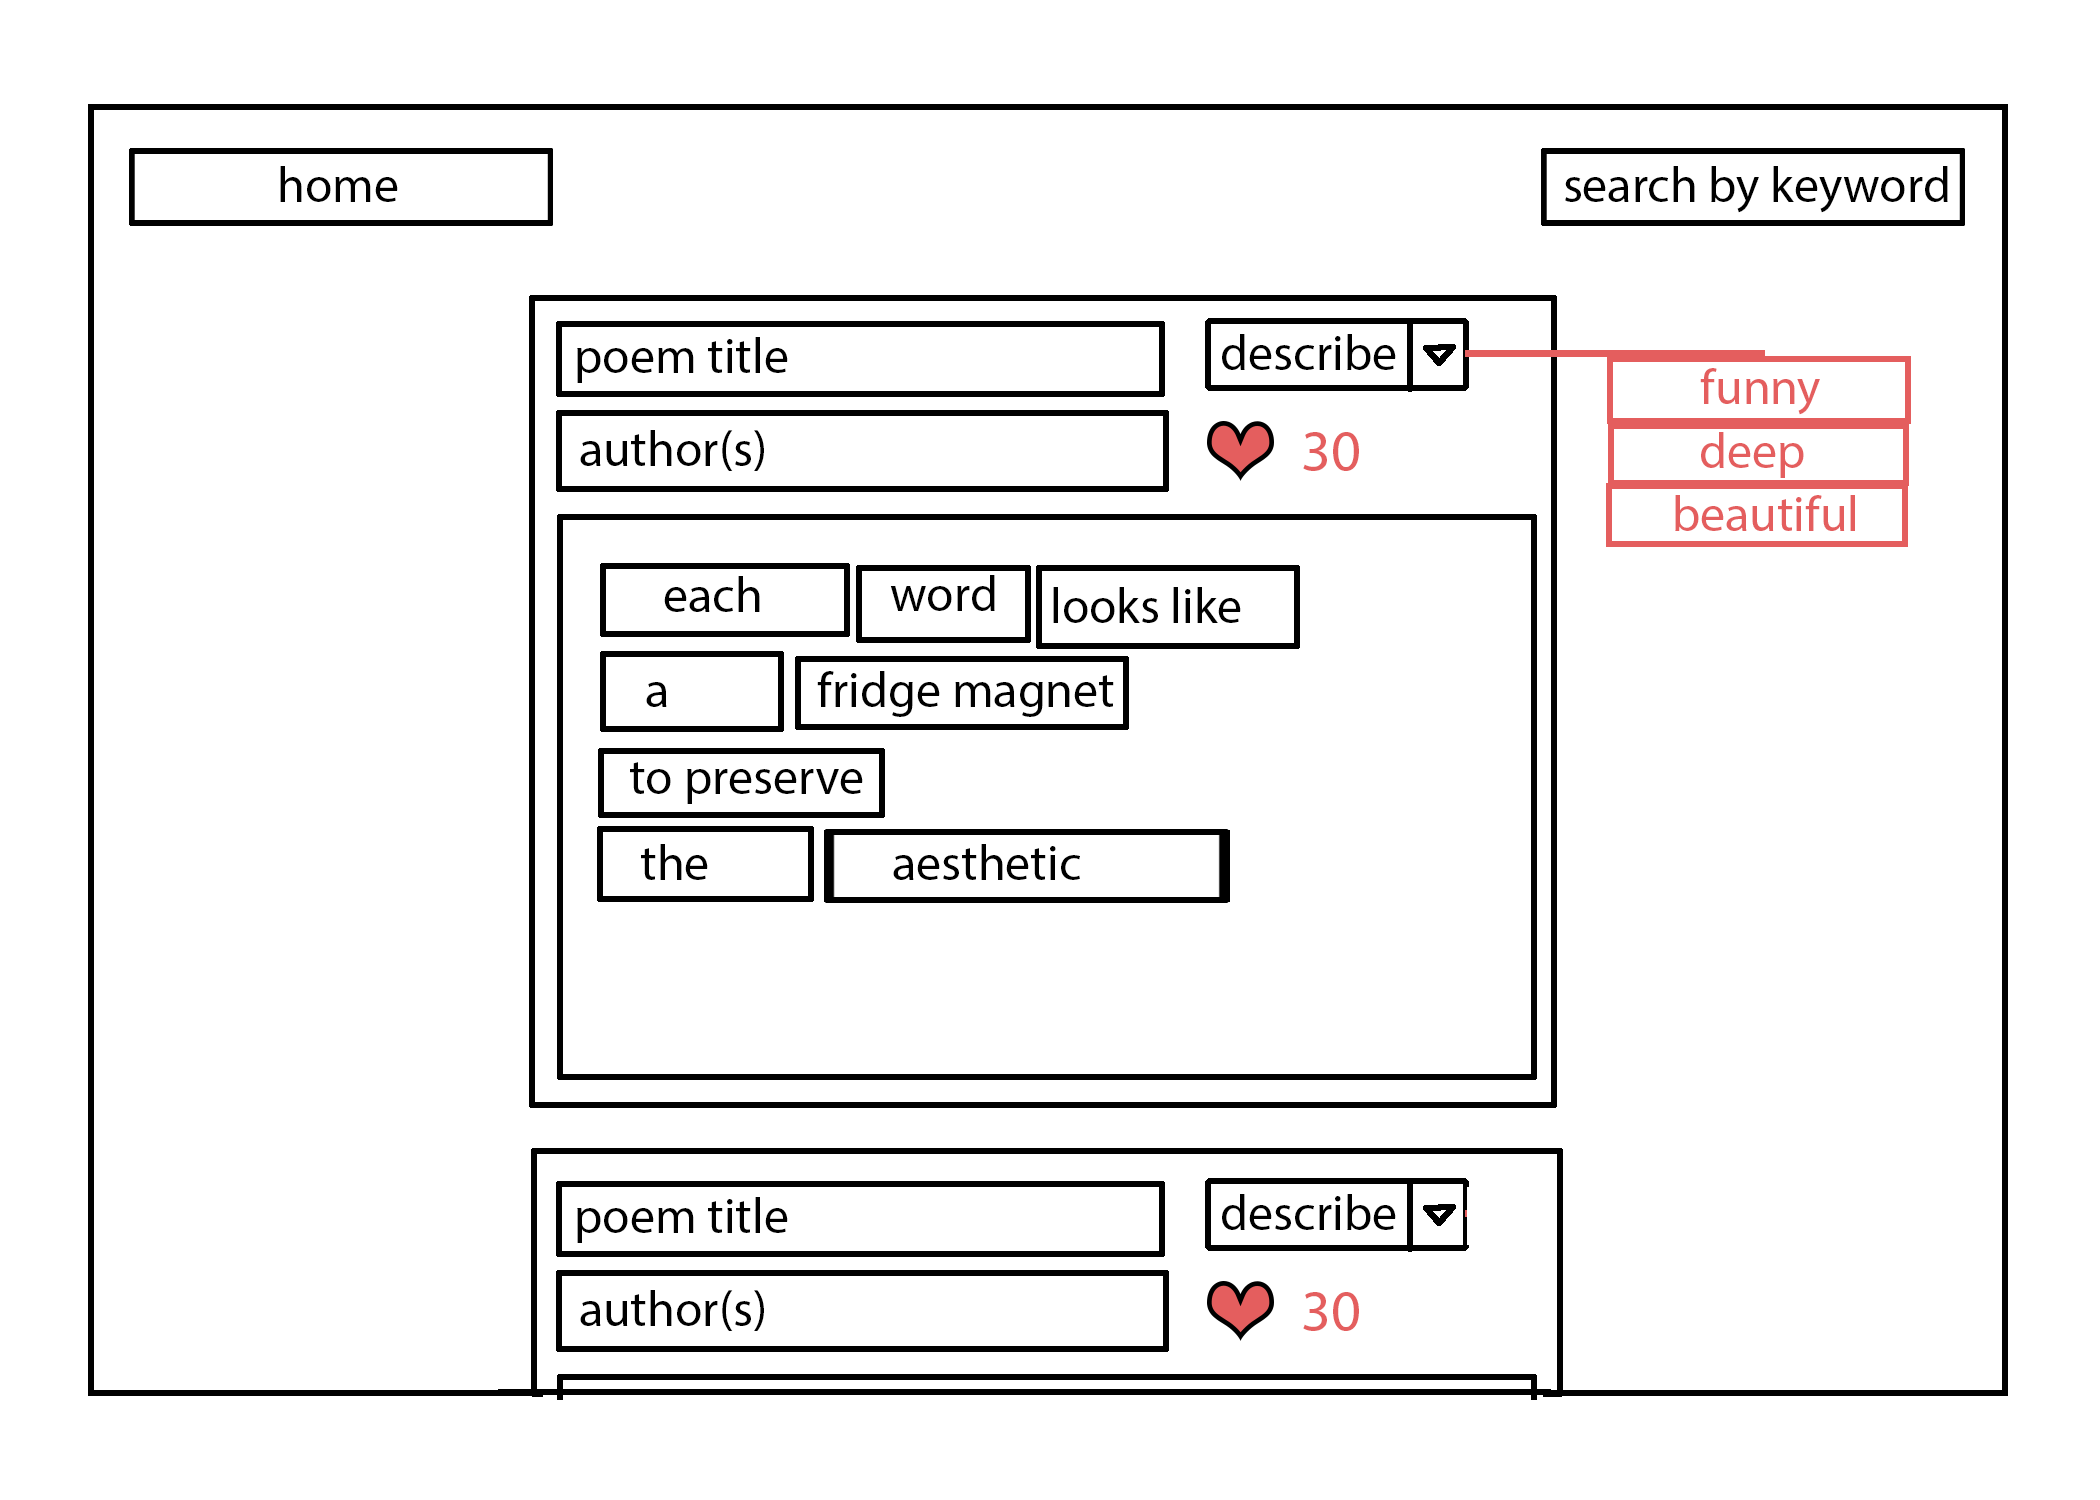 home
search by keyword
poem title
describe
funny
author(s)
30
deep
beautiful
each word looks like
a fridge magnet
to preserve
the aesthetic
poem title
describe
author(s)
30